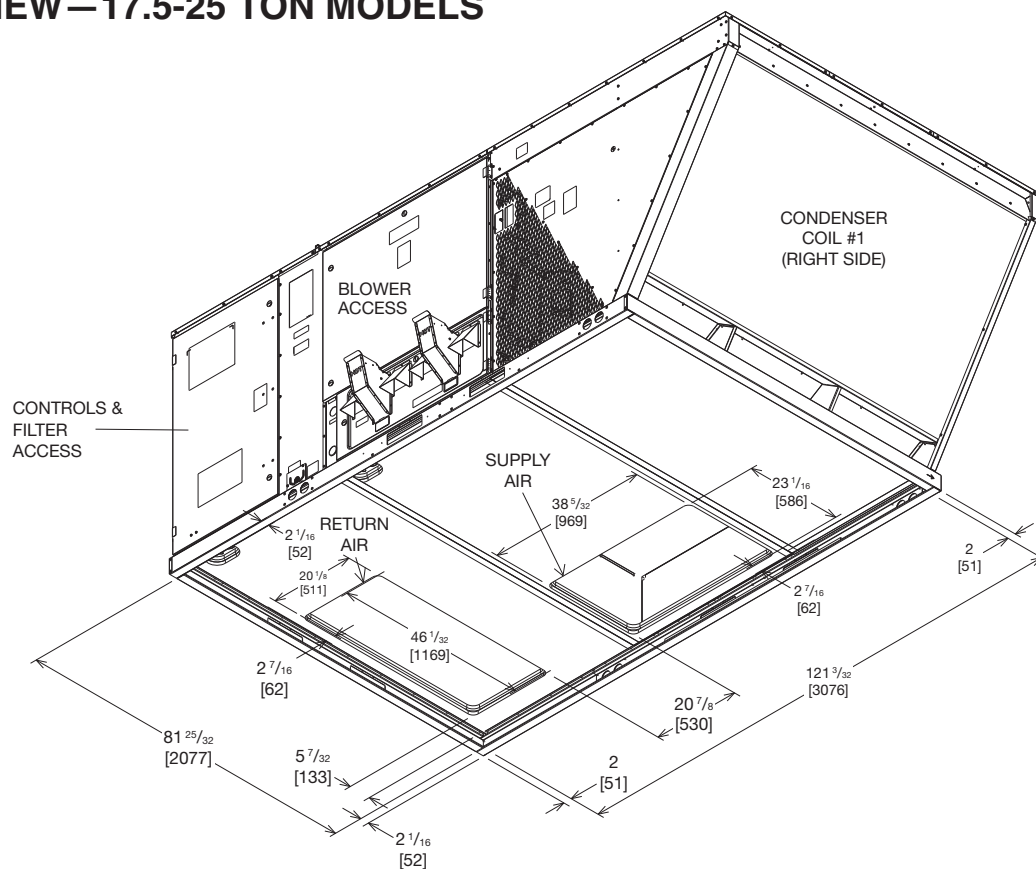 IEW—17.5-25 TON MODELS
CONDENSER
COIL #1
(RIGHT SIDE)
BLOWER
ACCESS
CONTROLS &
FILTER
ACCESS
SUPPLY
AIR
23 1/16
[586]
38 5/32
[969]
2 1/16
[52]
RETURN
AIR
20 1/8
[511]
2
[51]
2 7/16
[62]
46 1/32
[1169]
2 7/16
[62]
121 3/32
[3076]
20 7/8
[530]
81 25/32
[2077]
5 7/32
[133]
2
[51]
2 1/16
[52]